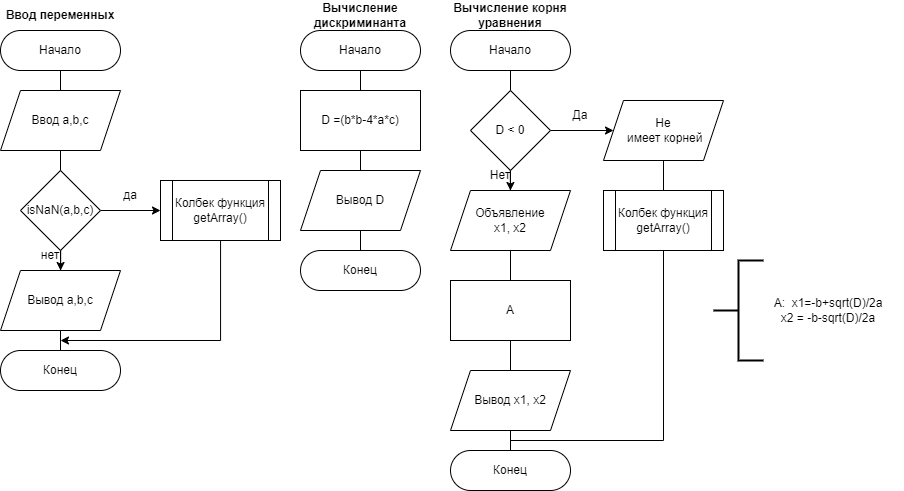 Ввод переменных
Начало
Ввод a,b,c
isNaN(a,b,c)
да
Колбек функция
getArray()
нет
Вывод a,b,c
Конец
Вычисление
дискриминанта
Начало
D =(b*b-4*a*c)
Вывод D
Конец
Вычисление корня
уравнения
Начало
D < 0
Да
Не
имеет корней
Нет
Объявление
x1, x2
Колбек функция
getArray()
A
Вывод x1, x2
Конец
A: x1=-b+sqrt(D)/2a
x2 = -b-sqrt(D)/2a